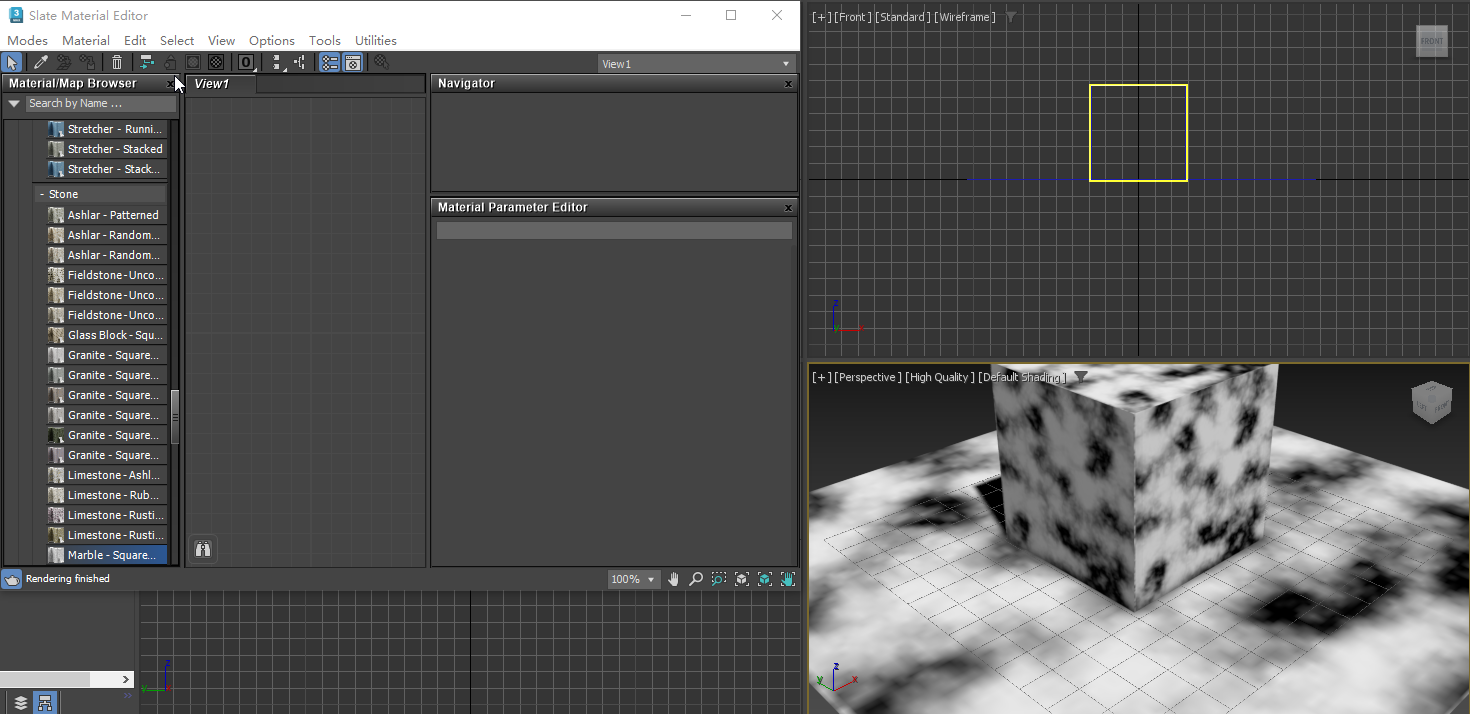 3
Slate Material Editor
Modes Material Edit Select View Options Tools Utilities
0
View1
Material/Map Browser x
Search by Name ...
Stretcher - Runni...
Stretcher - Stacked
Stretcher - Stack...
- Stone
Ashlar - Patterned
Ashlar - Random...
Ashlar - Random...
Fieldstone - Unco...
Fieldstone - Unco...
Fieldstone - Unco...
Glass Block - Squ...
Granite - Square...
Granite - Square...
Granite - Square...
Granite - Square...
Granite - Square...
Granite - Square...
Limestone - Ashl...
Limestone - Rub...
Limestone - Rusti...
Limestone - Rusti...
Marble - Square...
View1
Navigator x
Material Parameter Editor x
Rendering finished
100%
z
y x
[+] [Front ] [Standard ] [Wireframe ]
FRONT
z
y x
[+] [Perspective ] [High Quality ] [Default Shading ]
FRONT
z
y x